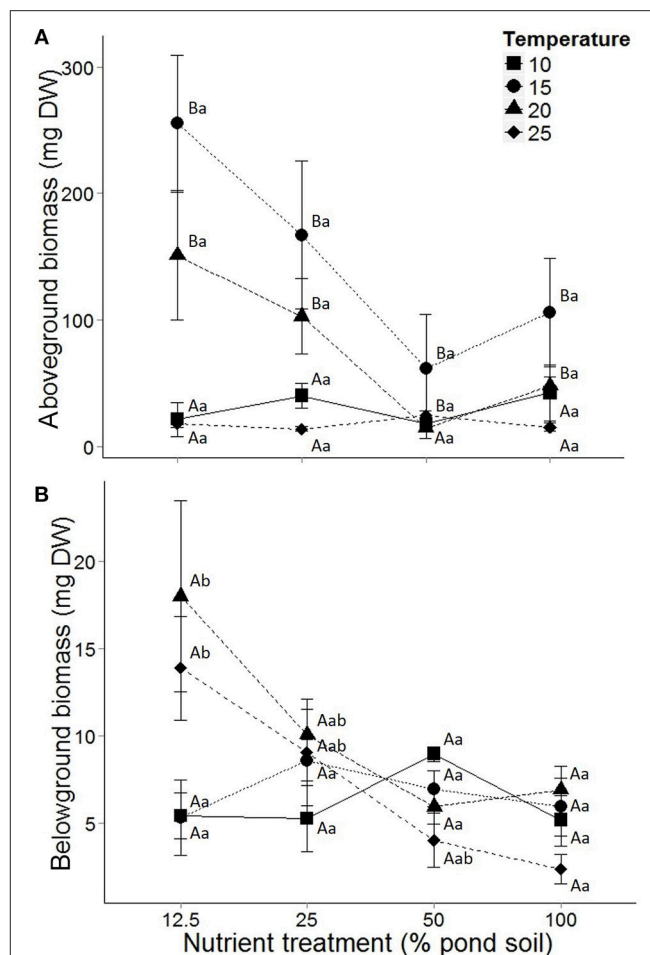 A
Temperature
10
15
20
25
Aboveground biomass (mg DW)
300
200
100
0
Ba
Ba
Aa
Aa
Ba
Ba
Aa
Aa
Ba
Ba
Aa
Ba
Ba
Aa
Aa
B
Belowground biomass (mg DW)
20
15
10
5
Ab
Ab
Aa
Aa
Aab
Aab
Aa
Aa
Aa
Aa
Aa
Aab
Aa
Aa
Aa
Aa
12.5
25
50
100
Nutrient treatment (% pond soil)